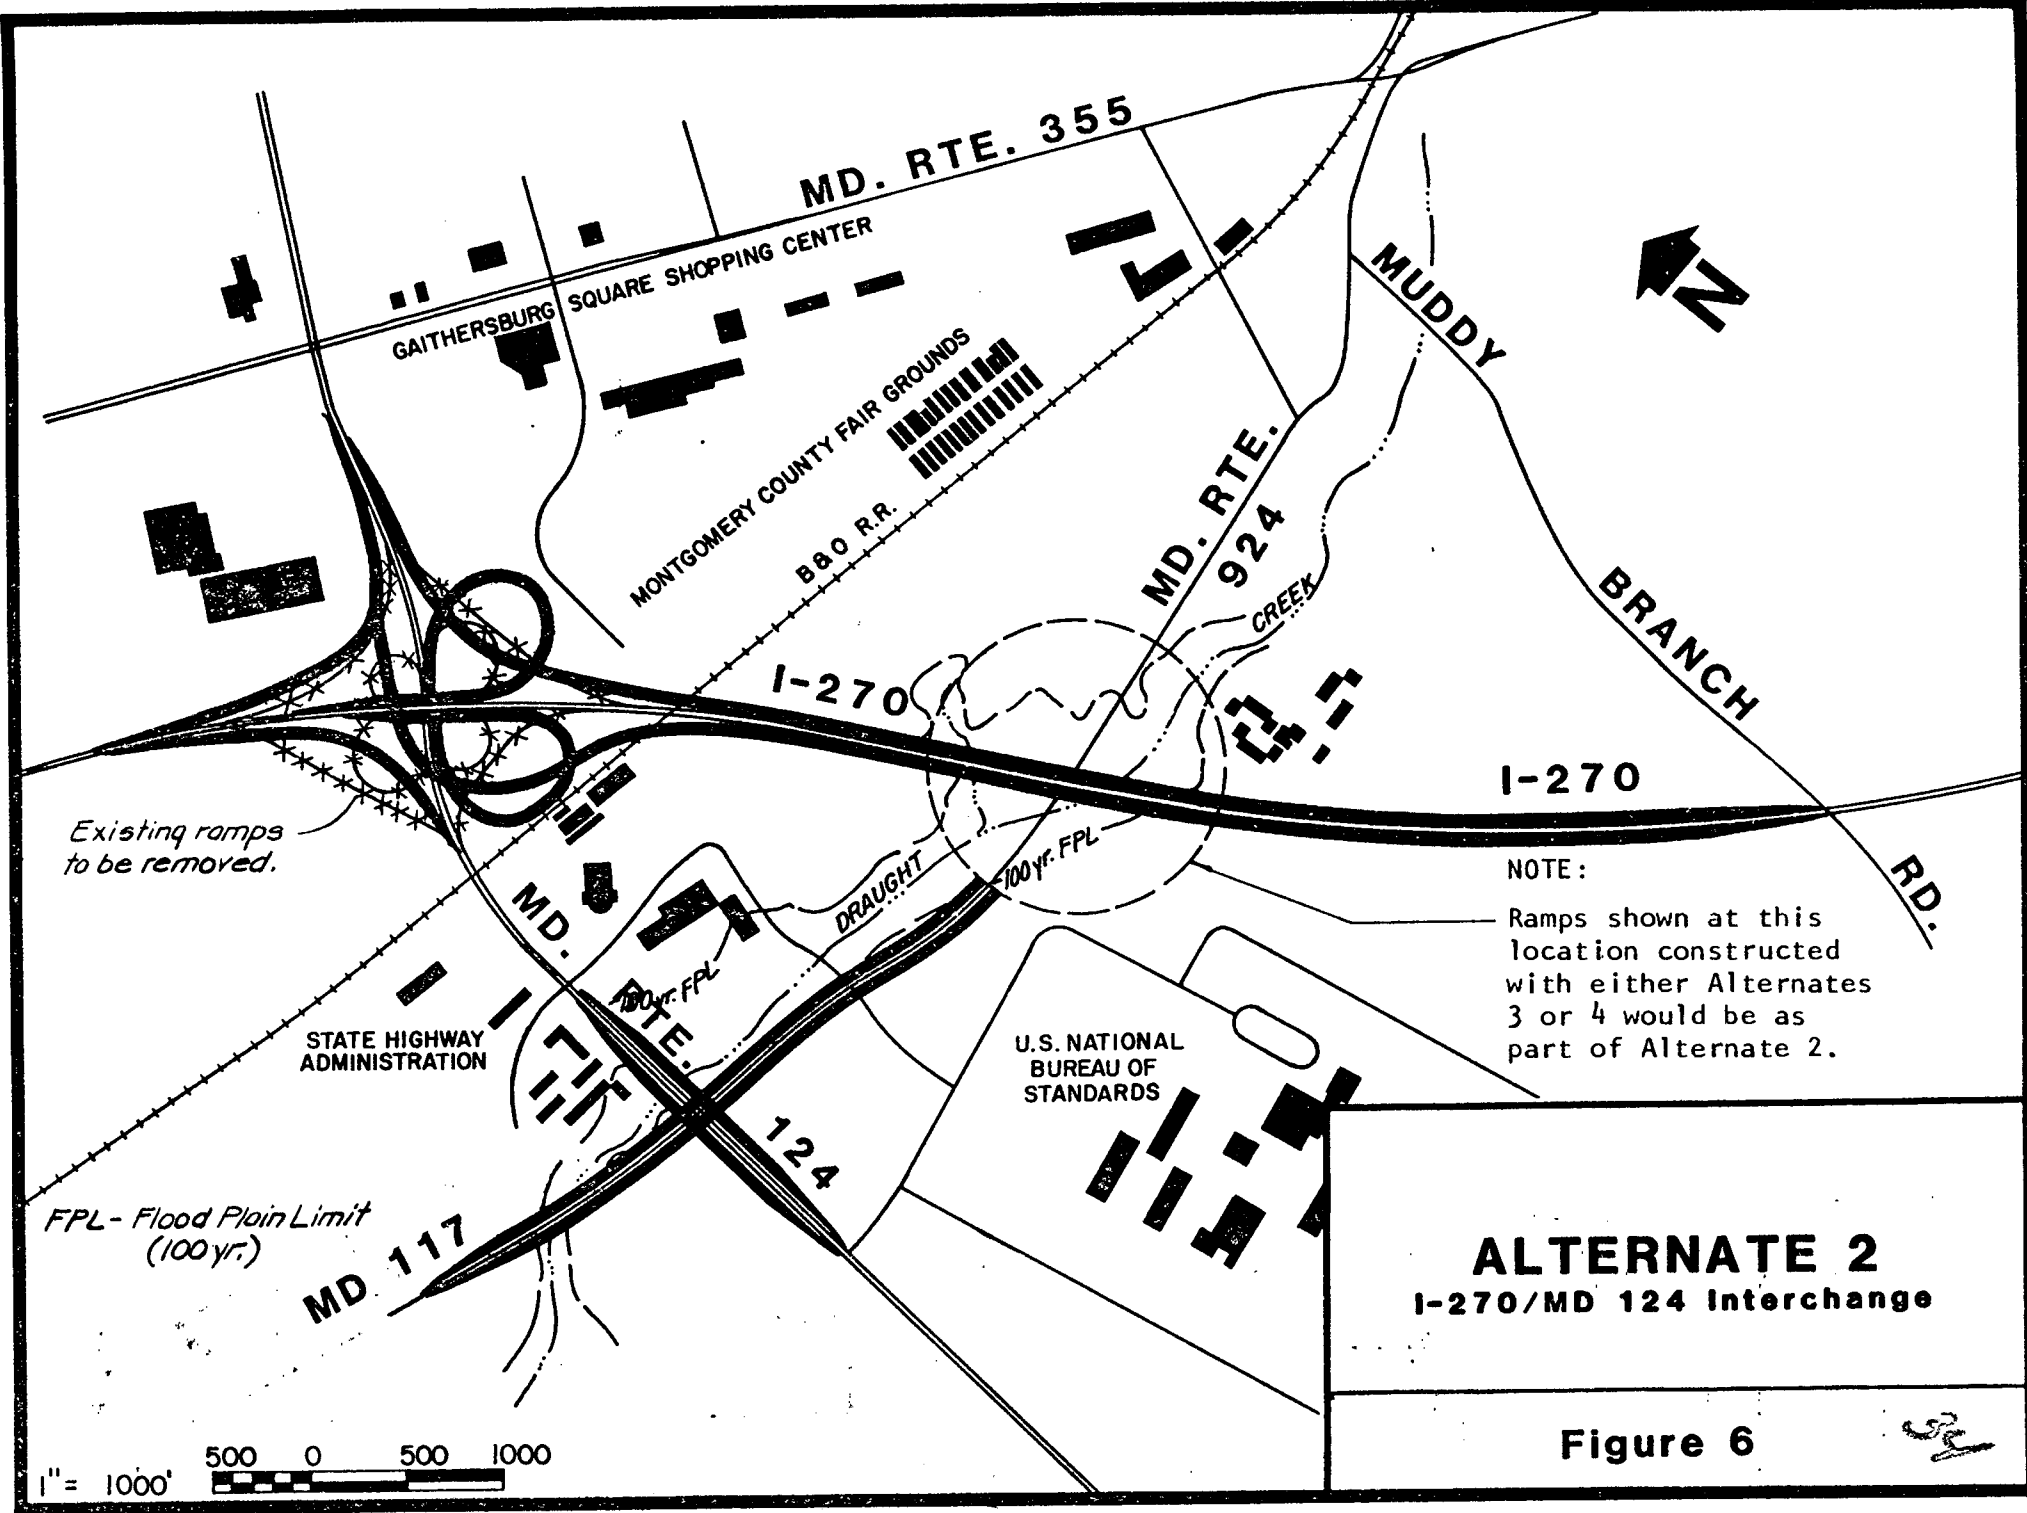 MD. RTE. 355
GAITHERSBURG SQUARE SHOPPING CENTER
MONTGOMERY COUNTY FAIR GROUNDS
B & O R.R.
MD. RTE.
924
MUDDY
BRANCH
RD.
N
CREEK
I-270
I-270
Existing ramps
to be removed.
100 yr. FPL
DRAUGHT
NOTE:
Ramps shown at this
location constructed
with either Alternates
3 or 4 would be as
part of Alternate 2.
MD.
RTE.
124
100 yr. FPL
STATE HIGHWAY
ADMINISTRATION
U.S. NATIONAL
BUREAU OF
STANDARDS
FPL - Flood Plain Limit
(100 yr.)
MD 117
ALTERNATE 2
I-270/MD 124 Interchange
Figure 6
500 0 500 1000
1" = 1000'